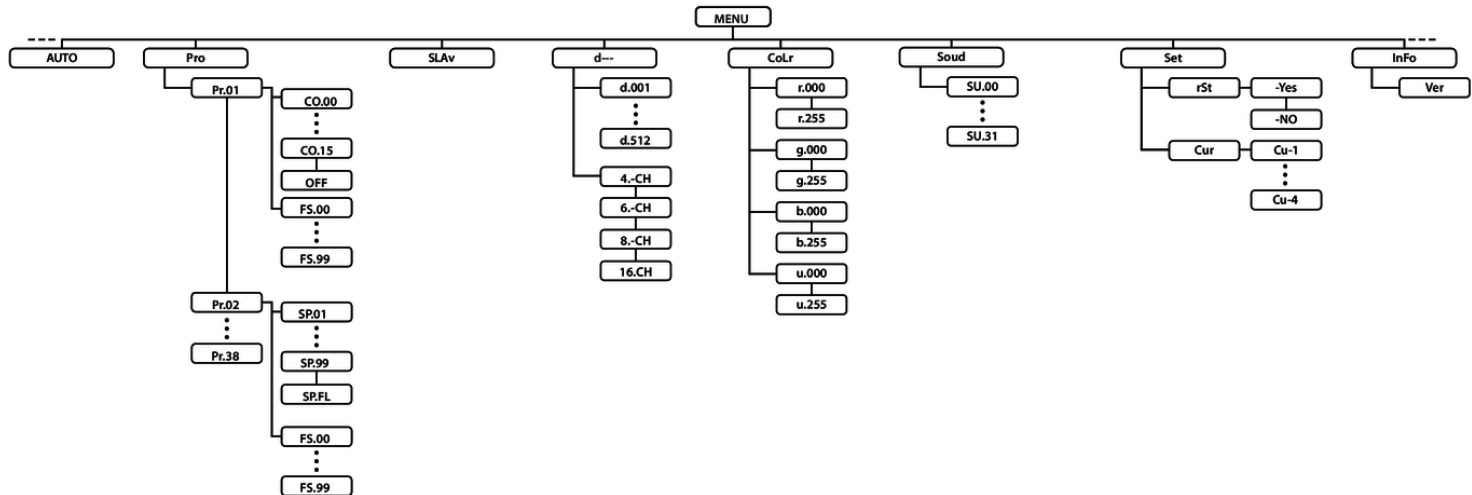 MENU
AUTO
Pro
SLAv
d---
CoLr
Soud
Set
InFo
Pr.01
CO.00
CO.15
OFF
FS.00
FS.99
Pr.02
Pr.38
SP.01
SP.99
SP.FL
FS.00
FS.99
d.001
d.512
4.-CH
6.-CH
8.-CH
16.CH
r.000
r.255
g.000
g.255
b.000
b.255
u.000
u.255
SU.00
SU.31
rSt
-Yes
-NO
Cur
Cu-1
Cu-4
Ver